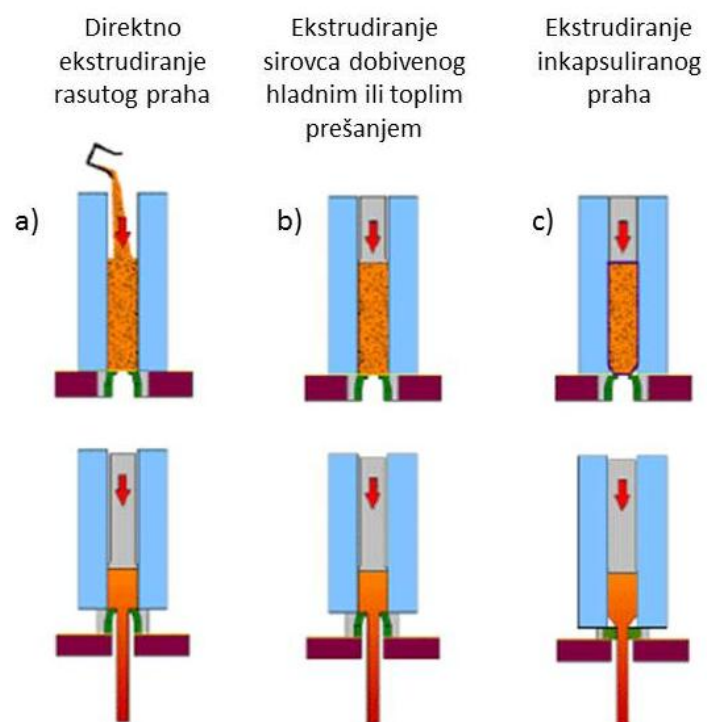 Direktno
ekstrudiranje
rasutog praha
Ekstrudiranje
sirovca dobivenog
hladnim ili toplim
prešanjem
Ekstrudiranje
inkapsuliranog
praha
a)
b)
c)